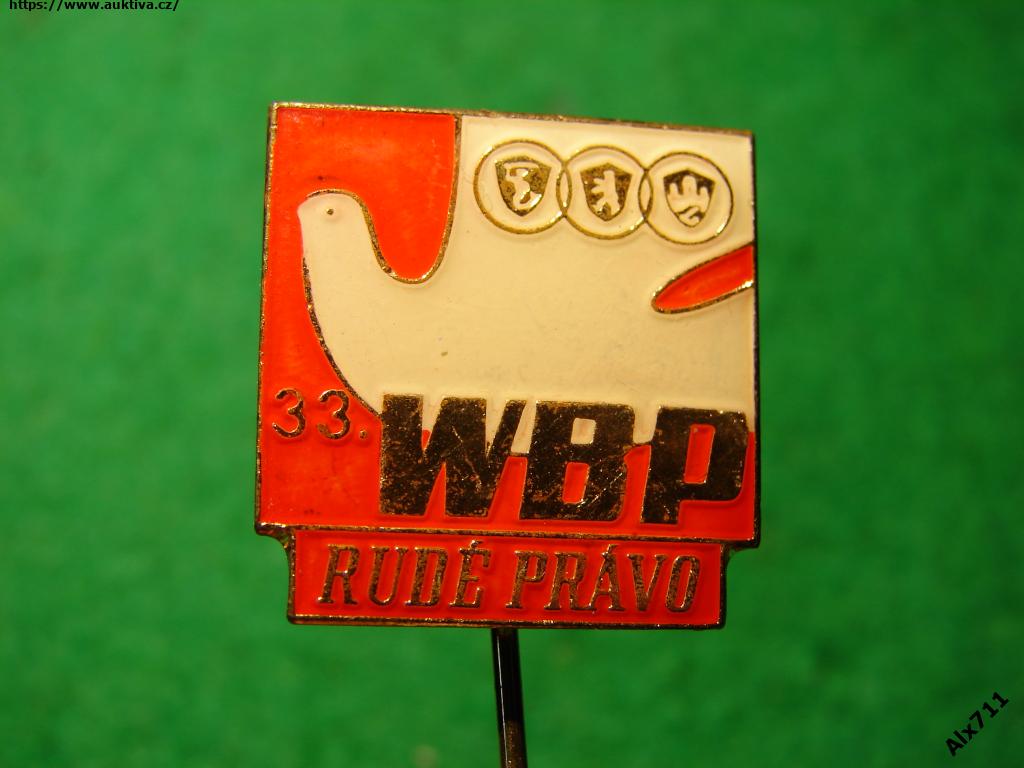 https://www.auktiva.cz/
33. WBP
RUDÉ PRÁVO
Alx711